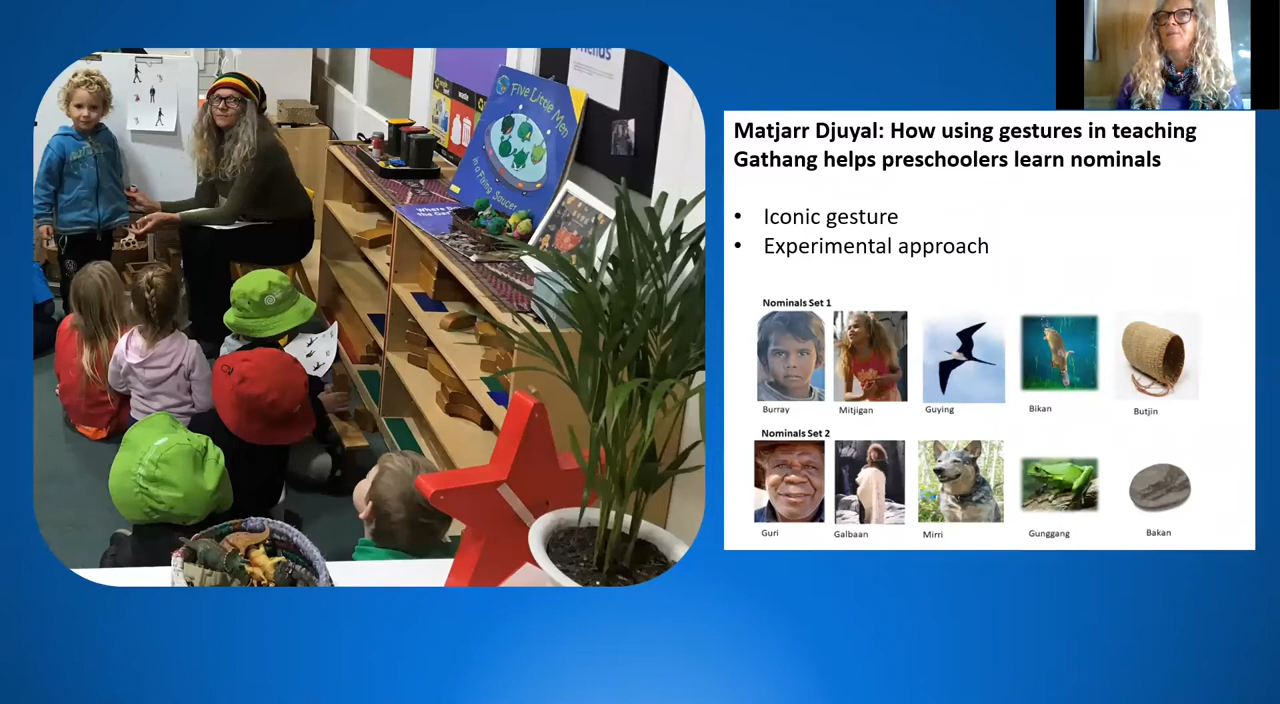 Matjarr Djuyal: How using gestures in teaching
Gathang helps preschoolers learn nominals
• Iconic gesture
• Experimental approach
Nominals Set 1
Burray
Mitjigan
Guying
Bikan
Butjin
Nominals Set 2
Guri
Galbaan
Mirri
Gunggang
Bakan
Five Little Men
in a Flying Saucer